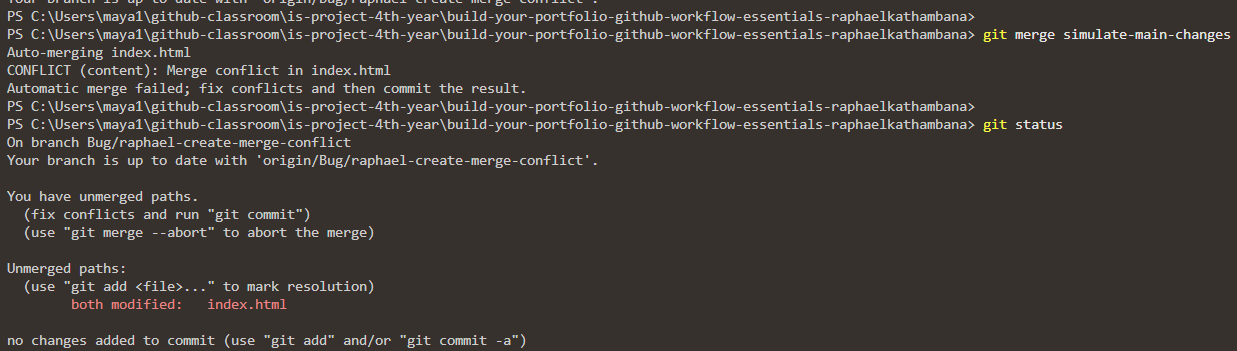 Your branch is up to date with 'origin/Bug/raphael-create-merge-conflict'.
PS C:\Users\maya1\github-classroom\is-project-4th-year\build-your-portfolio-github-workflow-essentials-raphaelkathambana>
PS C:\Users\maya1\github-classroom\is-project-4th-year\build-your-portfolio-github-workflow-essentials-raphaelkathambana> git merge simulate-main-changes
Auto-merging index.html
CONFLICT (content): Merge conflict in index.html
Automatic merge failed; fix conflicts and then commit the result.
PS C:\Users\maya1\github-classroom\is-project-4th-year\build-your-portfolio-github-workflow-essentials-raphaelkathambana>
PS C:\Users\maya1\github-classroom\is-project-4th-year\build-your-portfolio-github-workflow-essentials-raphaelkathambana> git status
On branch Bug/raphael-create-merge-conflict
Your branch is up to date with 'origin/Bug/raphael-create-merge-conflict'.
You have unmerged paths.
(fix conflicts and run "git commit")
(use "git merge --abort" to abort the merge)
Unmerged paths:
(use "git add <file>..." to mark resolution)
both modified: index.html
no changes added to commit (use "git add" and/or "git commit -a")